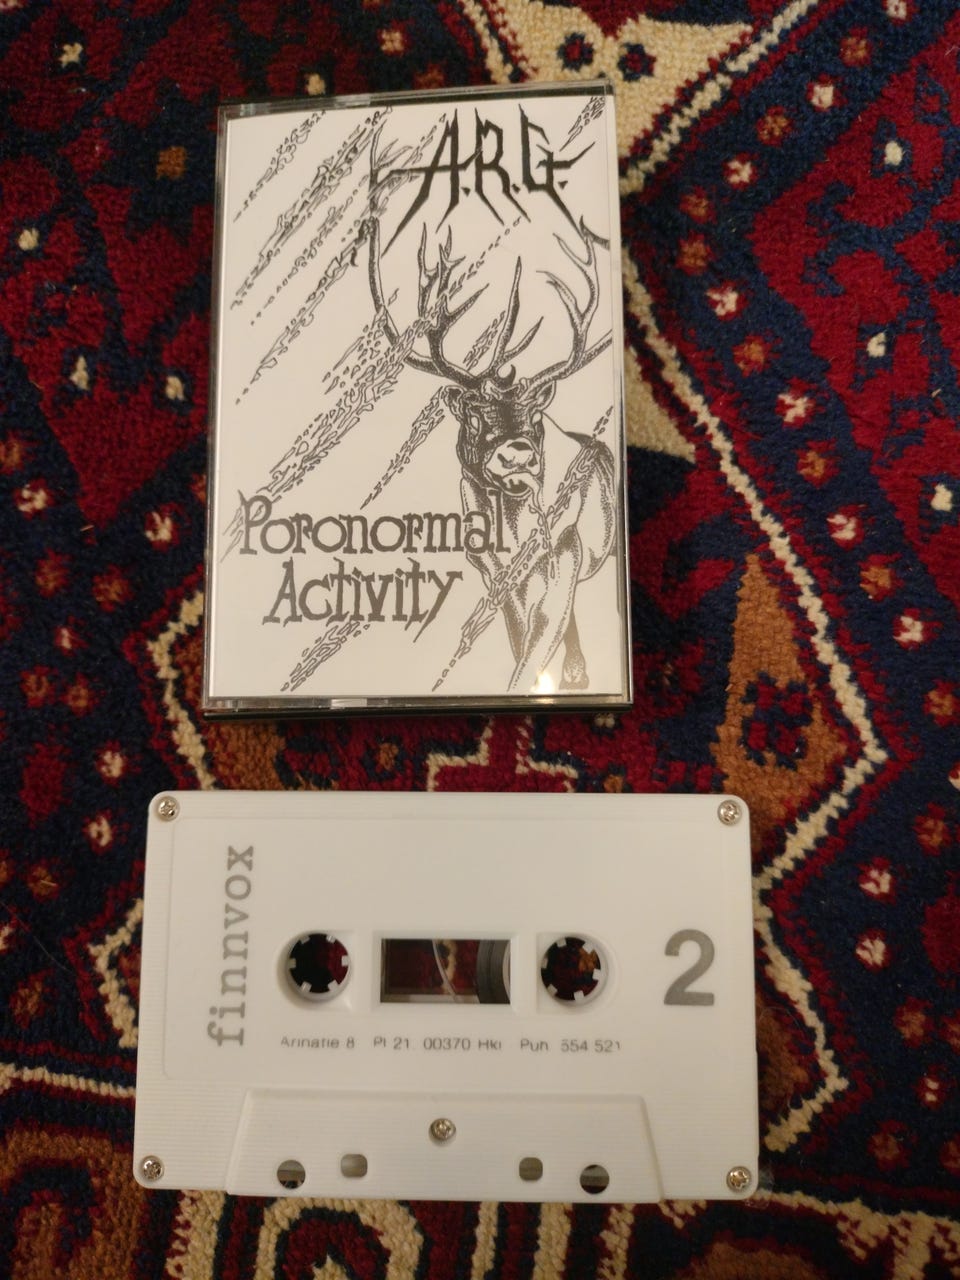 A.R.G.
Poronormal
Activity
finnvox
2
Arinatie 8 Pl 21. 00370 Hki Puh 554 521